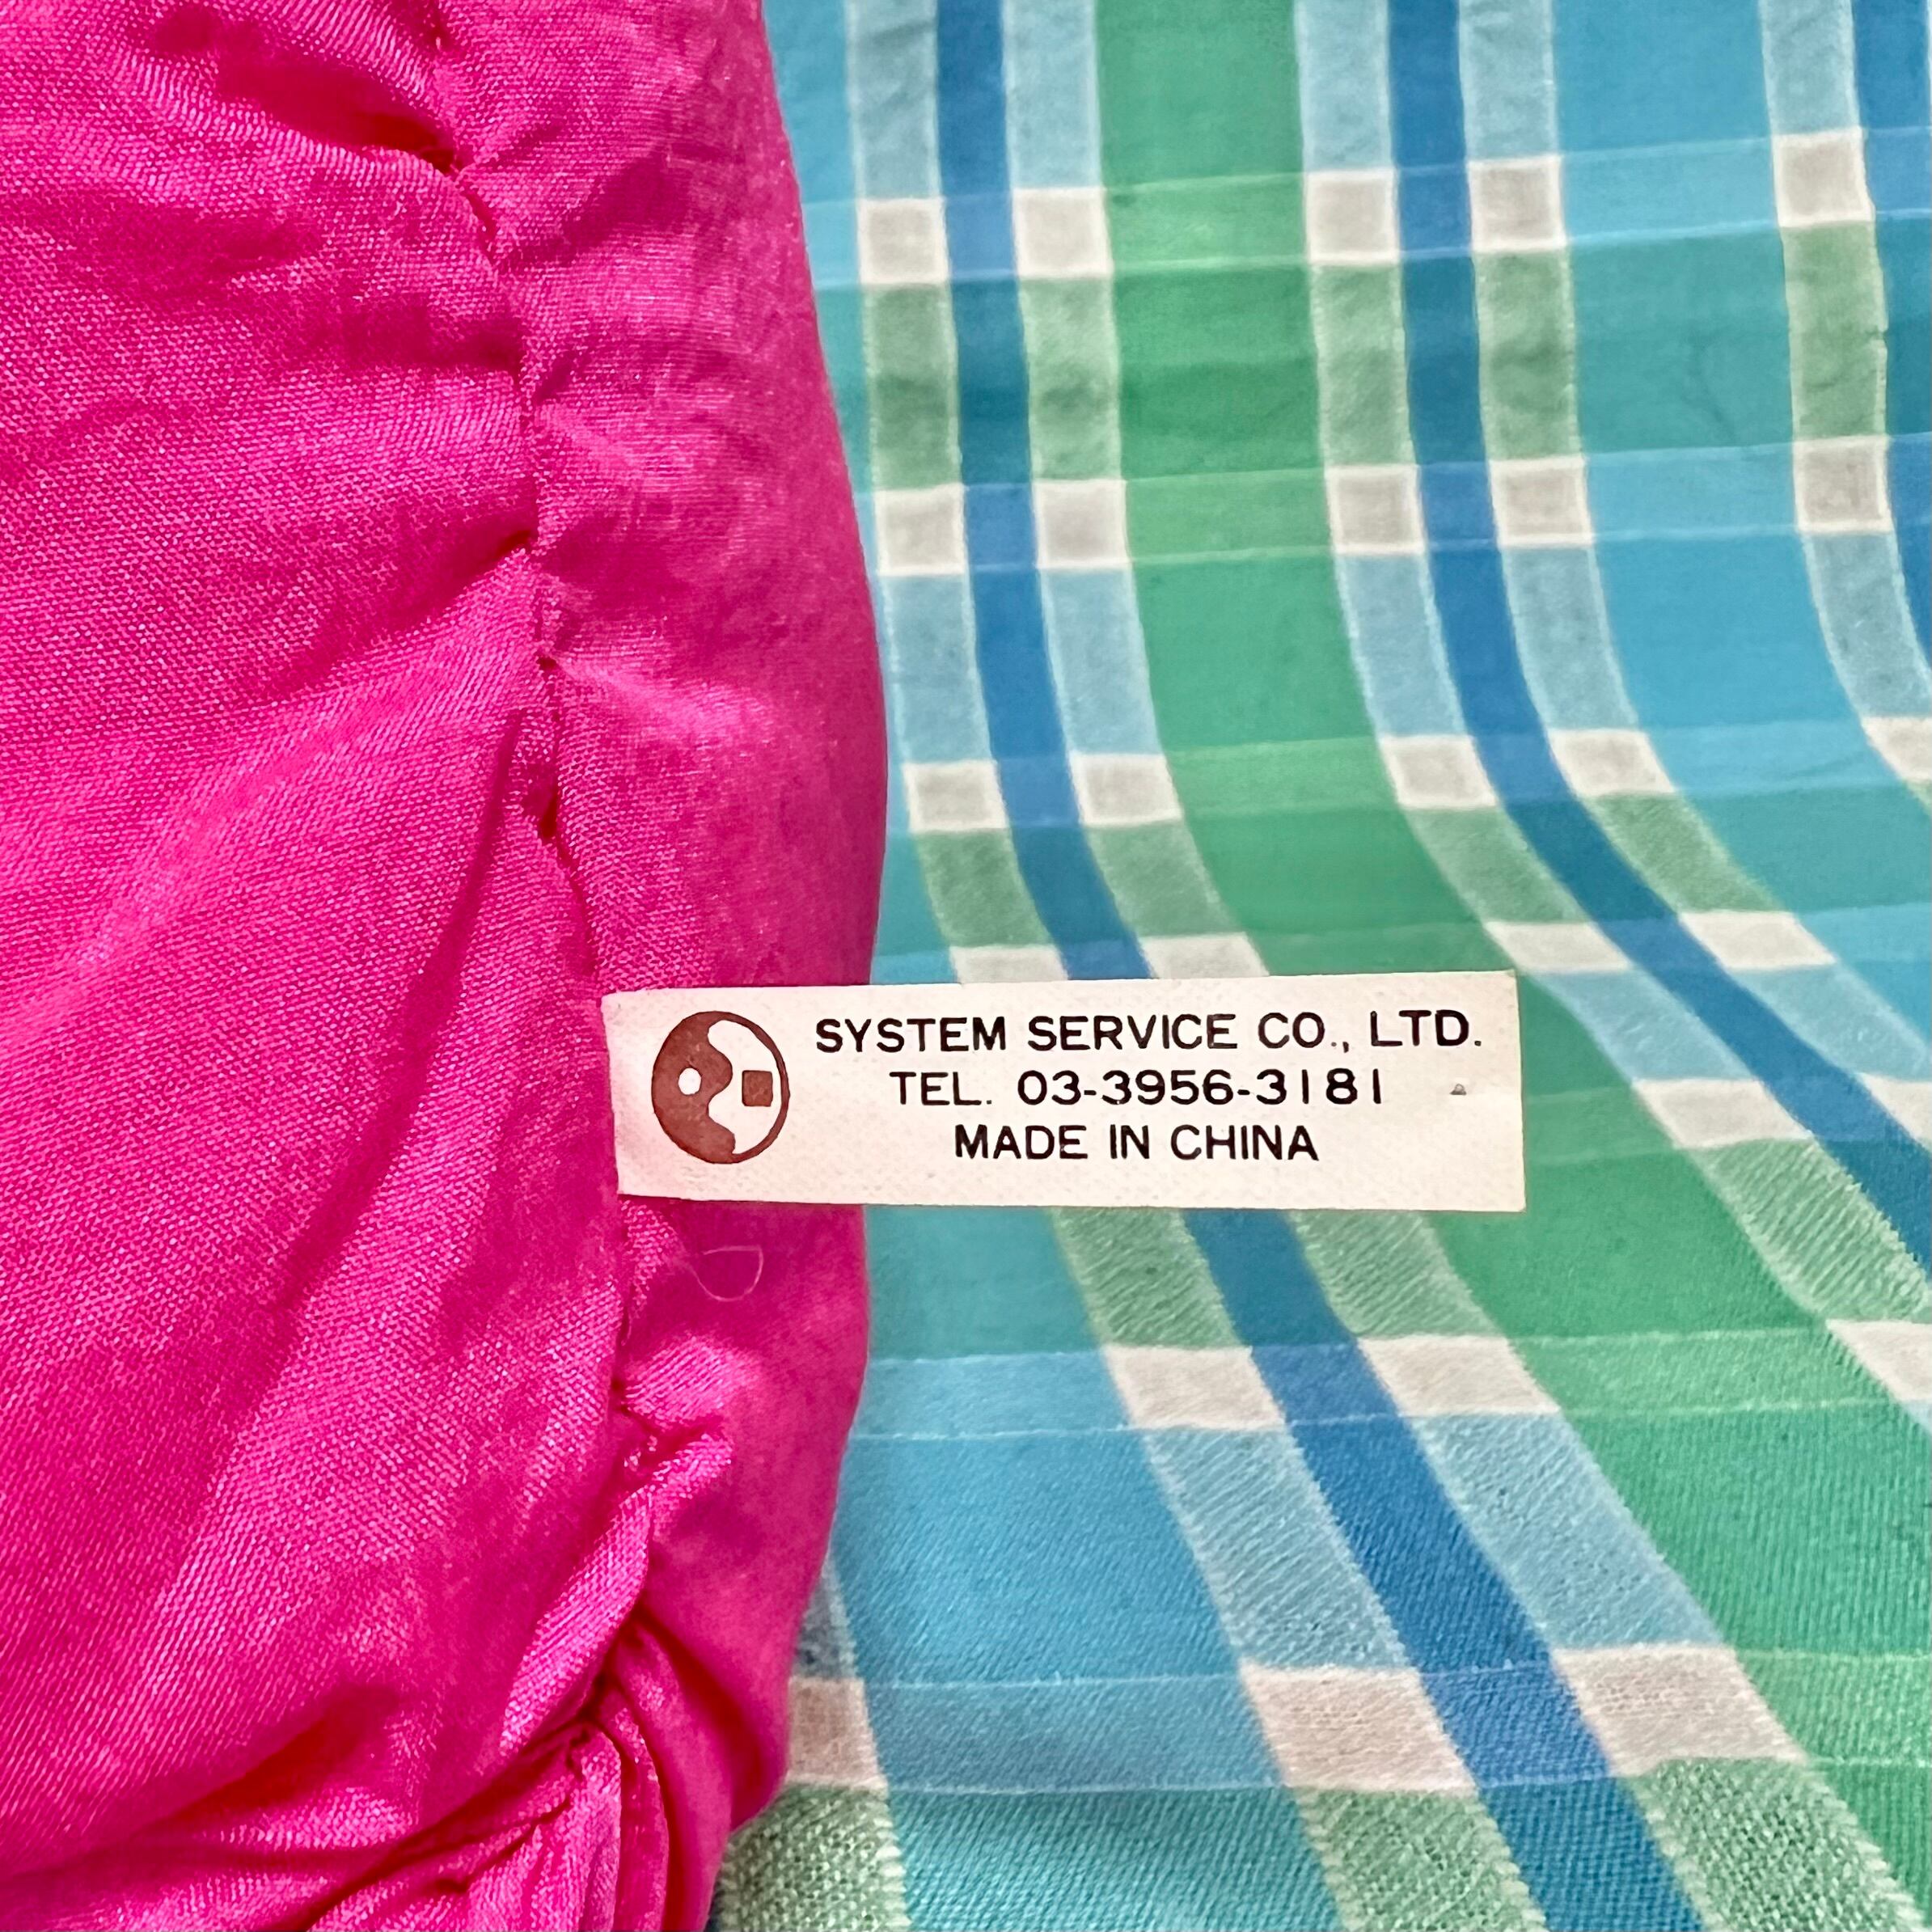 SYSTEM SERVICE CO., LTD.
TEL. 03-3956-3181
MADE IN CHINA